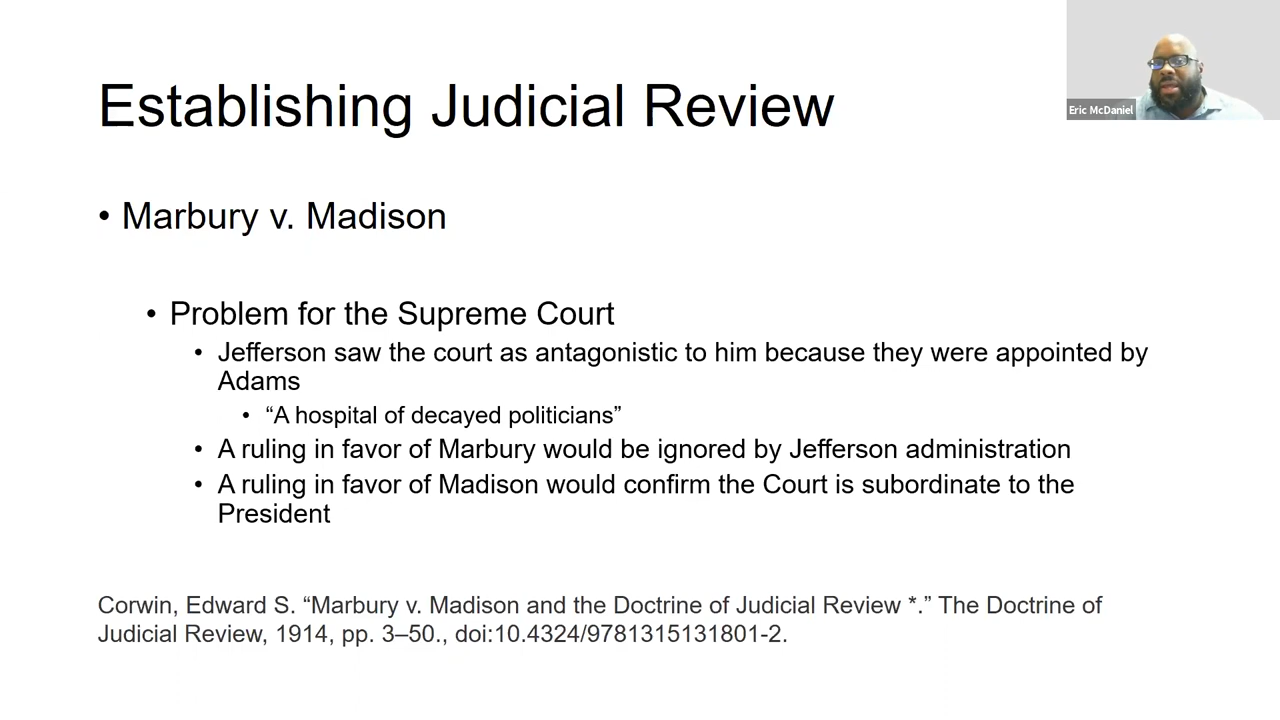 Establishing Judicial Review
Eric McDaniel
• Marbury v. Madison
• Problem for the Supreme Court
• Jefferson saw the court as antagonistic to him because they were appointed by
Adams
• “A hospital of decayed politicians”
• A ruling in favor of Marbury would be ignored by Jefferson administration
• A ruling in favor of Madison would confirm the Court is subordinate to the
President
Corwin, Edward S. “Marbury v. Madison and the Doctrine of Judicial Review *.” The Doctrine of
Judicial Review, 1914, pp. 3–50., doi:10.4324/9781315131801-2.